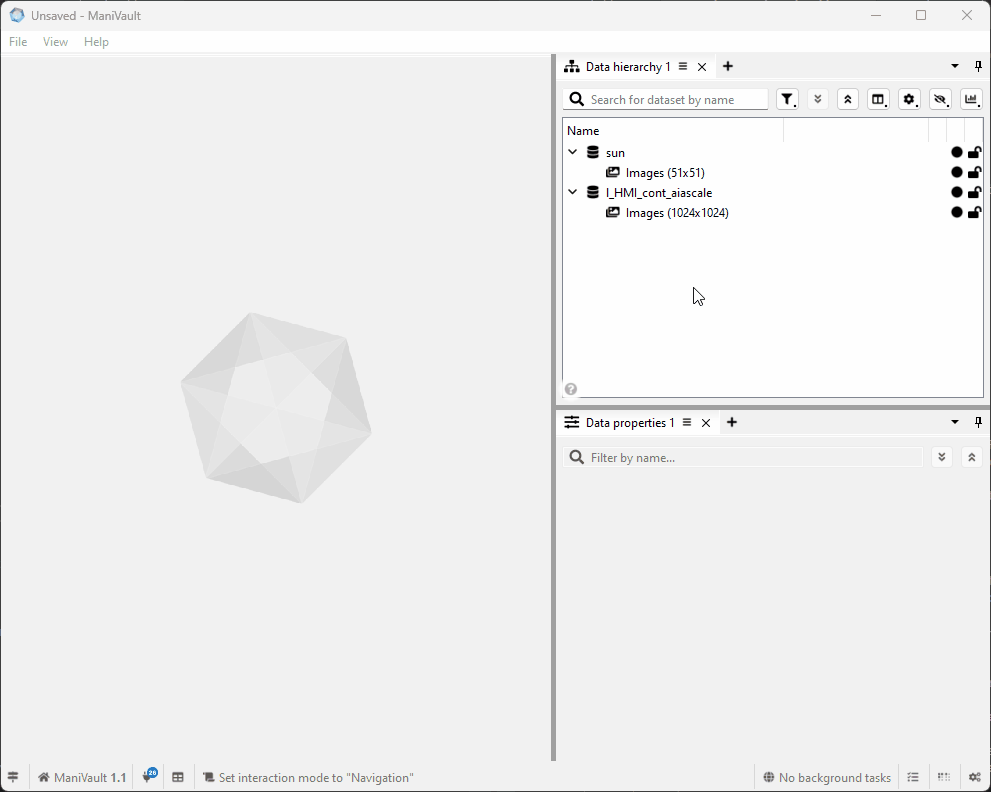 Unsaved - ManiVault
File View Help
Data hierarchy 1
Search for dataset by name
Name
sun
Images (51x51)
I_HMI_cont_aiascale
Images (1024x1024)
?
Data properties 1
Filter by name...
ManiVault 1.1
26
Set interaction mode to "Navigation"
No background tasks